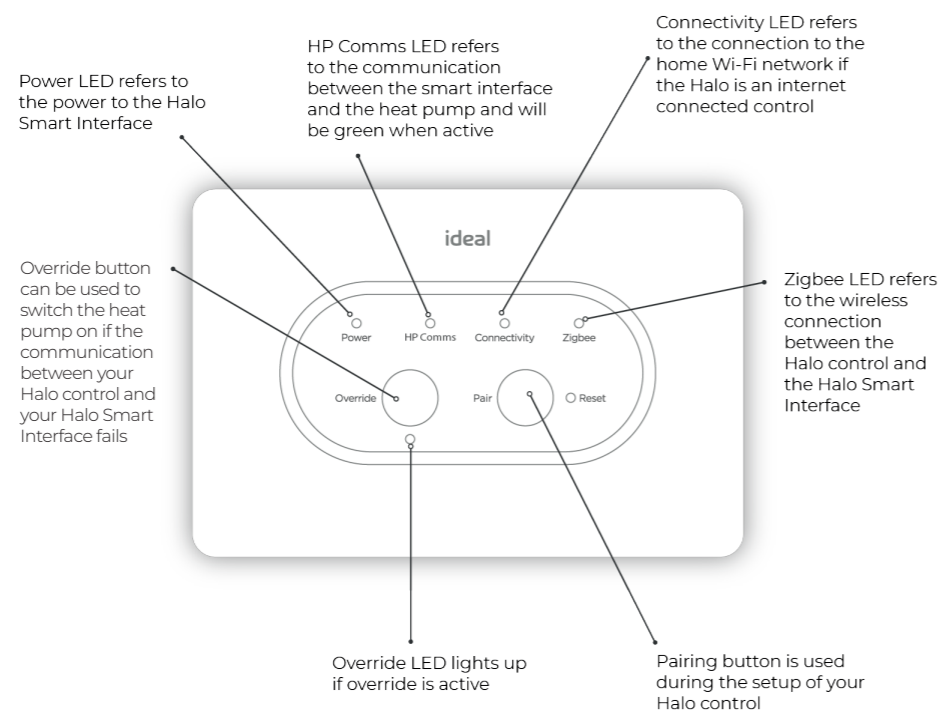 Connectivity LED refers
to the connection to the
home Wi-Fi network if
the Halo is an internet
connected control
HP Comms LED refers
to the communication
between the smart interface
and the heat pump and will
be green when active
Power LED refers to
the power to the Halo
Smart Interface
ideal
Override button
can be used to
switch the heat
pump on if the
communication
between your
Halo control and
your Halo Smart
Interface fails
Zigbee LED refers
to the wireless
connection
between the
Halo control and
the Halo Smart
Interface
Power
HP Comms
Connectivity
Zigbee
Override
Pair
Reset
Override LED lights up
if override is active
Pairing button is used
during the setup of your
Halo control